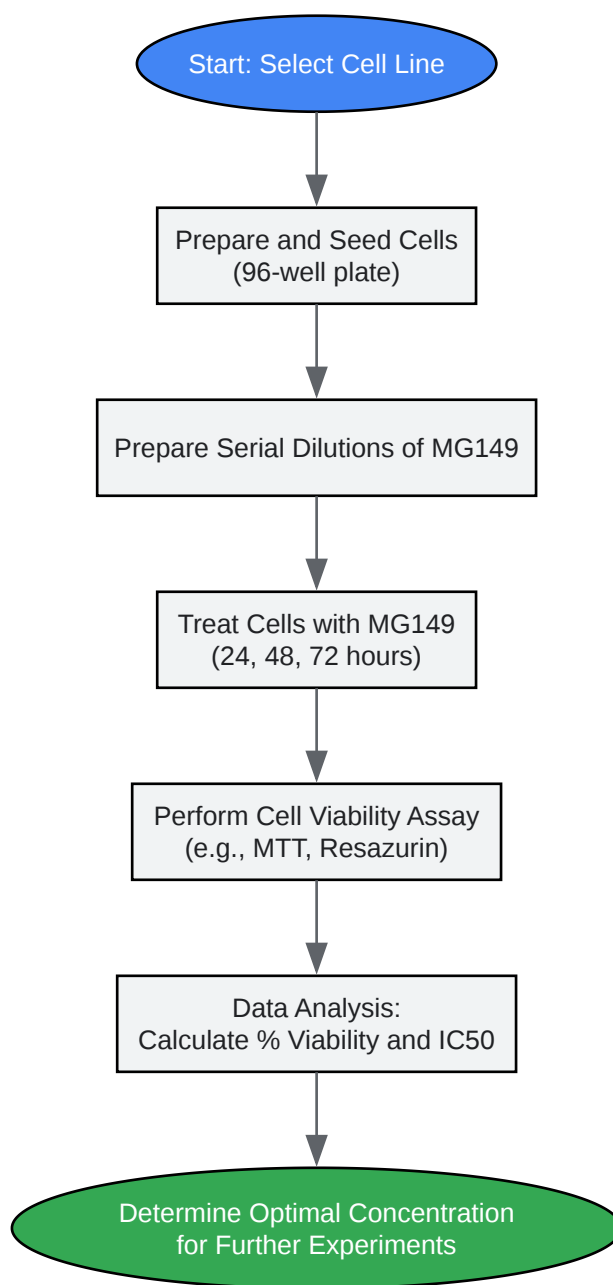 Start: Select Cell Line
Prepare and Seed Cells
(96-well plate)
Prepare Serial Dilutions of MG149
Treat Cells with MG149
(24, 48, 72 hours)
Perform Cell Viability Assay
(e.g., MTT, Resazurin)
Data Analysis:
Calculate % Viability and IC50
Determine Optimal Concentration
for Further Experiments